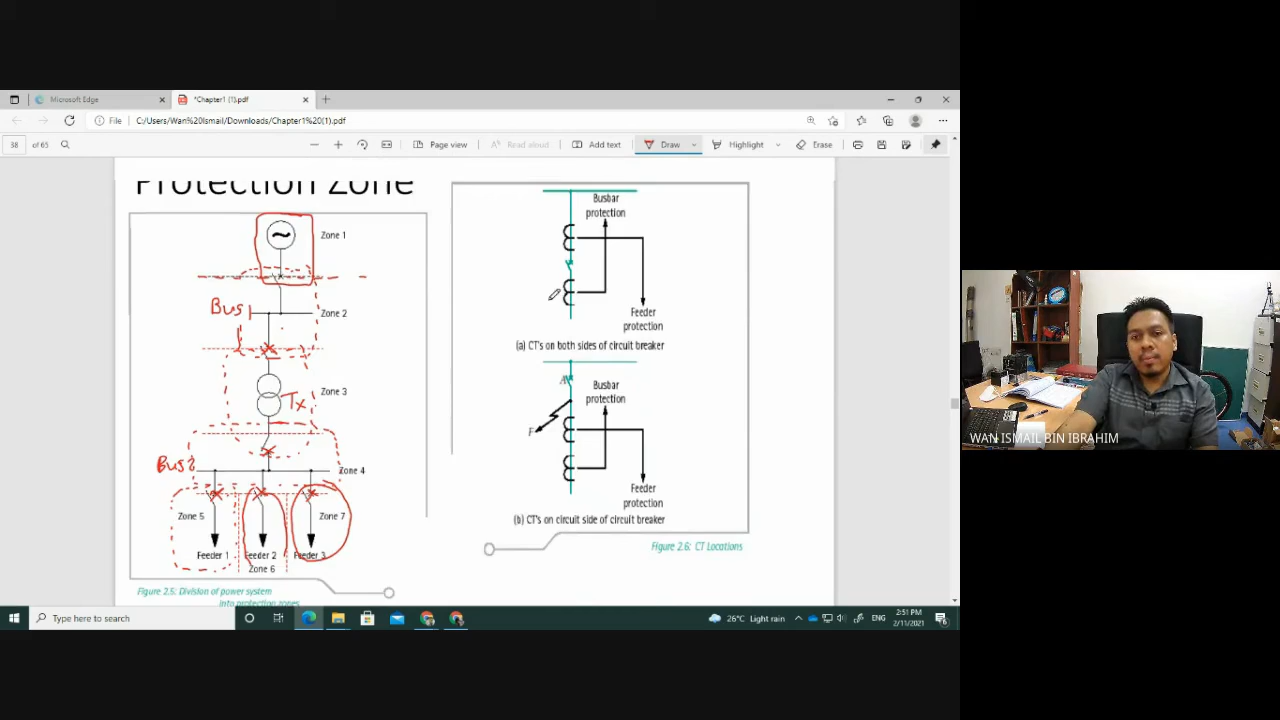 Microsoft Edge
*Chapter1 (1).pdf
File
C:/Users/Wan%20Ismail/Downloads/Chapter1%20(1).pdf
38 of 65
Page view
Read aloud
Add text
Draw
Highlight
Erase
Protection Zone
Zone 1
Bus 1
Zone 2
Zone 3
Tx
Bus 2
Zone 4
Zone 5
Zone 7
Feeder 1
Feeder 2
Feeder 3
Zone 6
Figure 2.5: Division of power system
into protection zones
Busbar
protection
Feeder
protection
(a) CT's on both sides of circuit breaker
A
Busbar
protection
F
Feeder
protection
(b) CT's on circuit side of circuit breaker
Figure 2.6: CT Locations
WAN ISMAIL BIN IBRAHIM
Type here to search
26°C Light rain
ENG
2:51 PM
2/11/2021